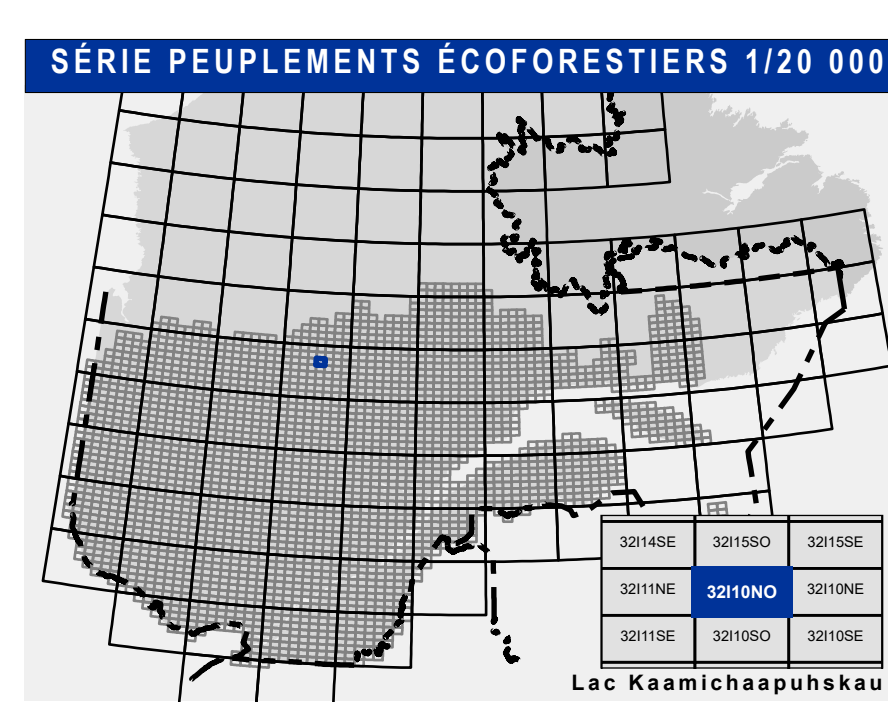 SÉRIE PEUPLEMENTS ÉCOFORESTIERS 1/20 000
32I14SE 32I15SO 32I15SE
32I11NE 32I10NO 32I10NE
32I11SE 32I10SO 32I10SE
Lac Kaamichaapuhskau